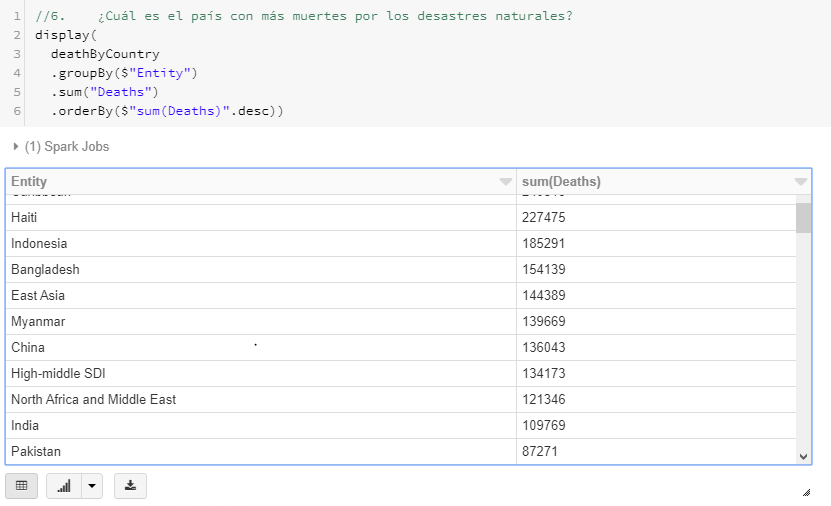 1 //6.    ¿Cuál es el país con más muertes por los desastres naturales?
2 display(
3   deathByCountry
4   .groupBy($"Entity")
5   .sum("Deaths")
6   .orderBy($"sum(Deaths)".desc))
(1) Spark Jobs
Entity sum(Deaths)
Haiti 227475
Indonesia 185291
Bangladesh 154139
East Asia 144389
Myanmar 139669
China 136043
High-middle SDI 134173
North Africa and Middle East 121346
India 109769
Pakistan 87271